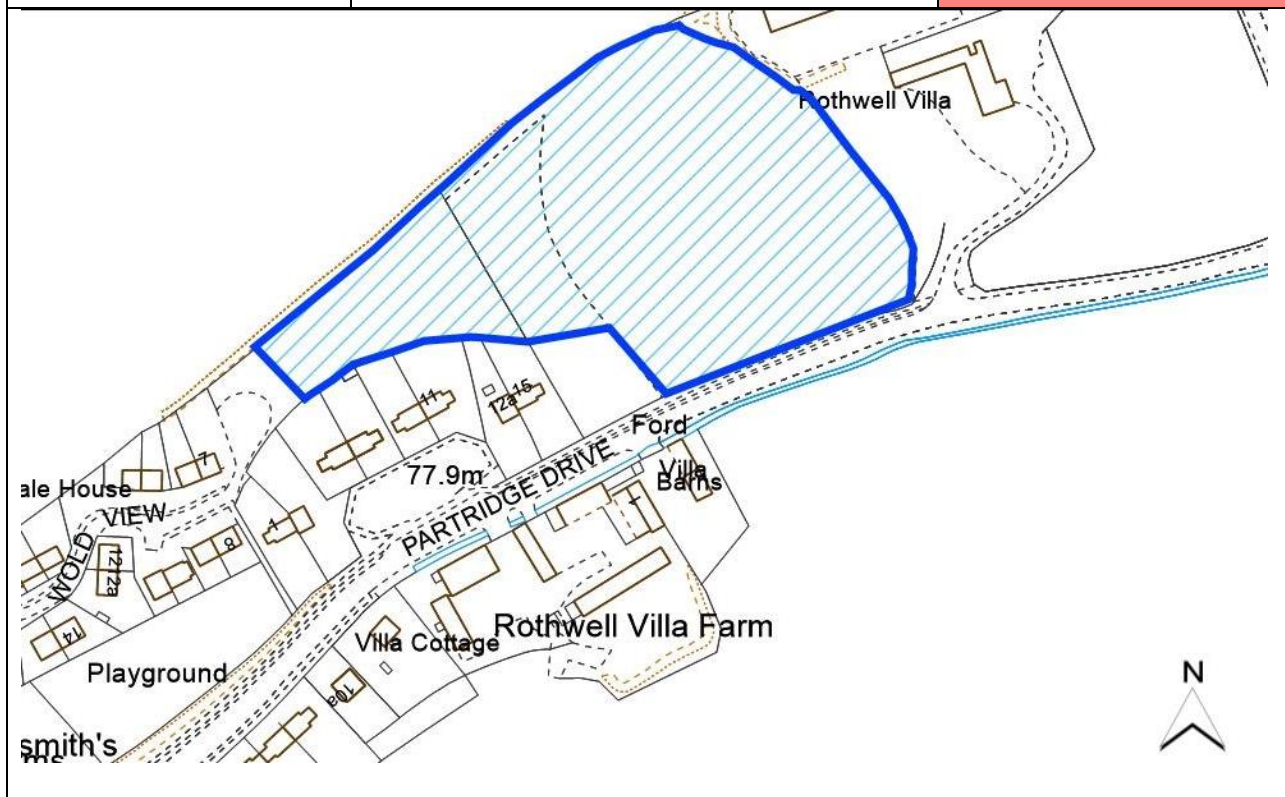 Rothwell Villa
11
12a
15
Ford
7
77.9m
Villa
Barns
ale House
VIEW
PARTRIDGE DRIVE
1
8
WOLD
12
12a
14
Rothwell Villa Farm
Villa Cottage
Playground
10a
N
smith's